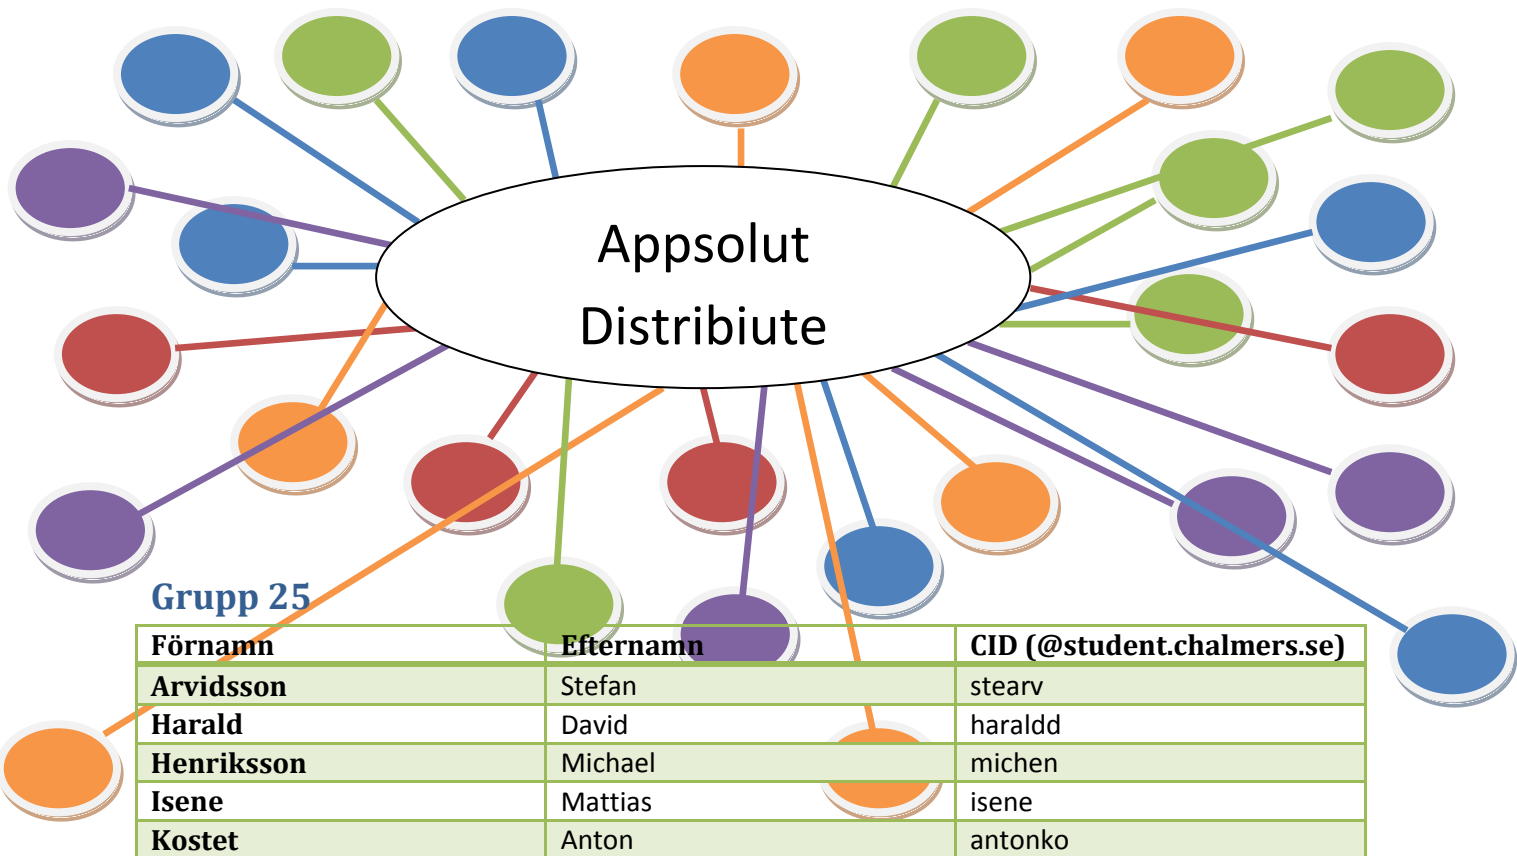 Appsolut
Distribiute
Grupp 25
Förnamn Efternamn CID (@student.chalmers.se)
Arvidsson Stefan stearv
Harald David haraldd
Henriksson Michael michen
Isene Mattias isene
Kostet Anton antonko